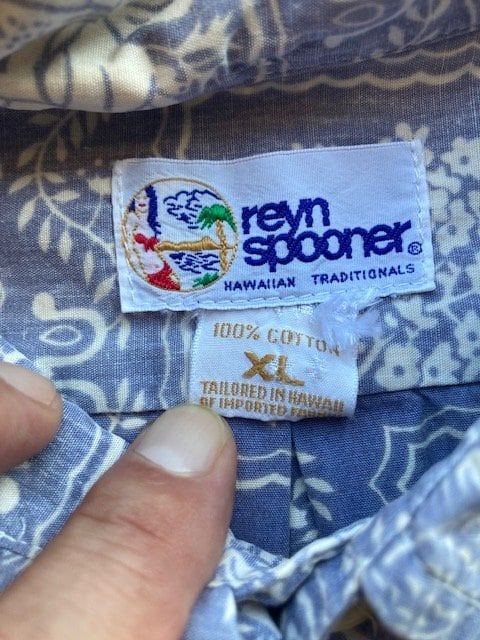 reyn
spooner®
HAWAIIAN TRADITIONALS
100% COTTON
XL
TAILORED IN HAWAII
OF IMPORTED FABRIC